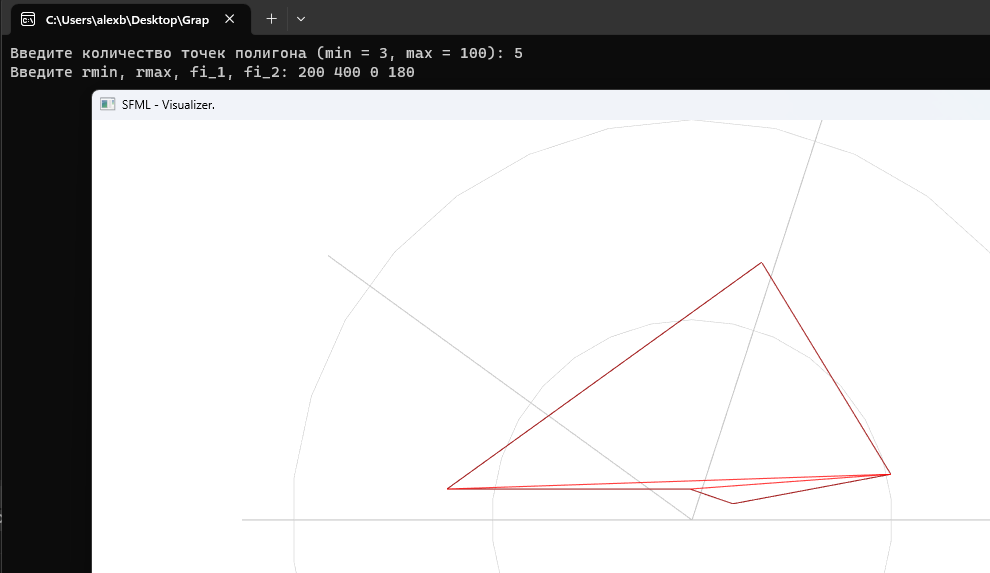 C:\Users\alexb\Desktop\Grap
Введите количество точек полигона (min = 3, max = 100): 5
Введите rmin, rmax, fi_1, fi_2: 200 400 0 180
SFML - Visualizer.